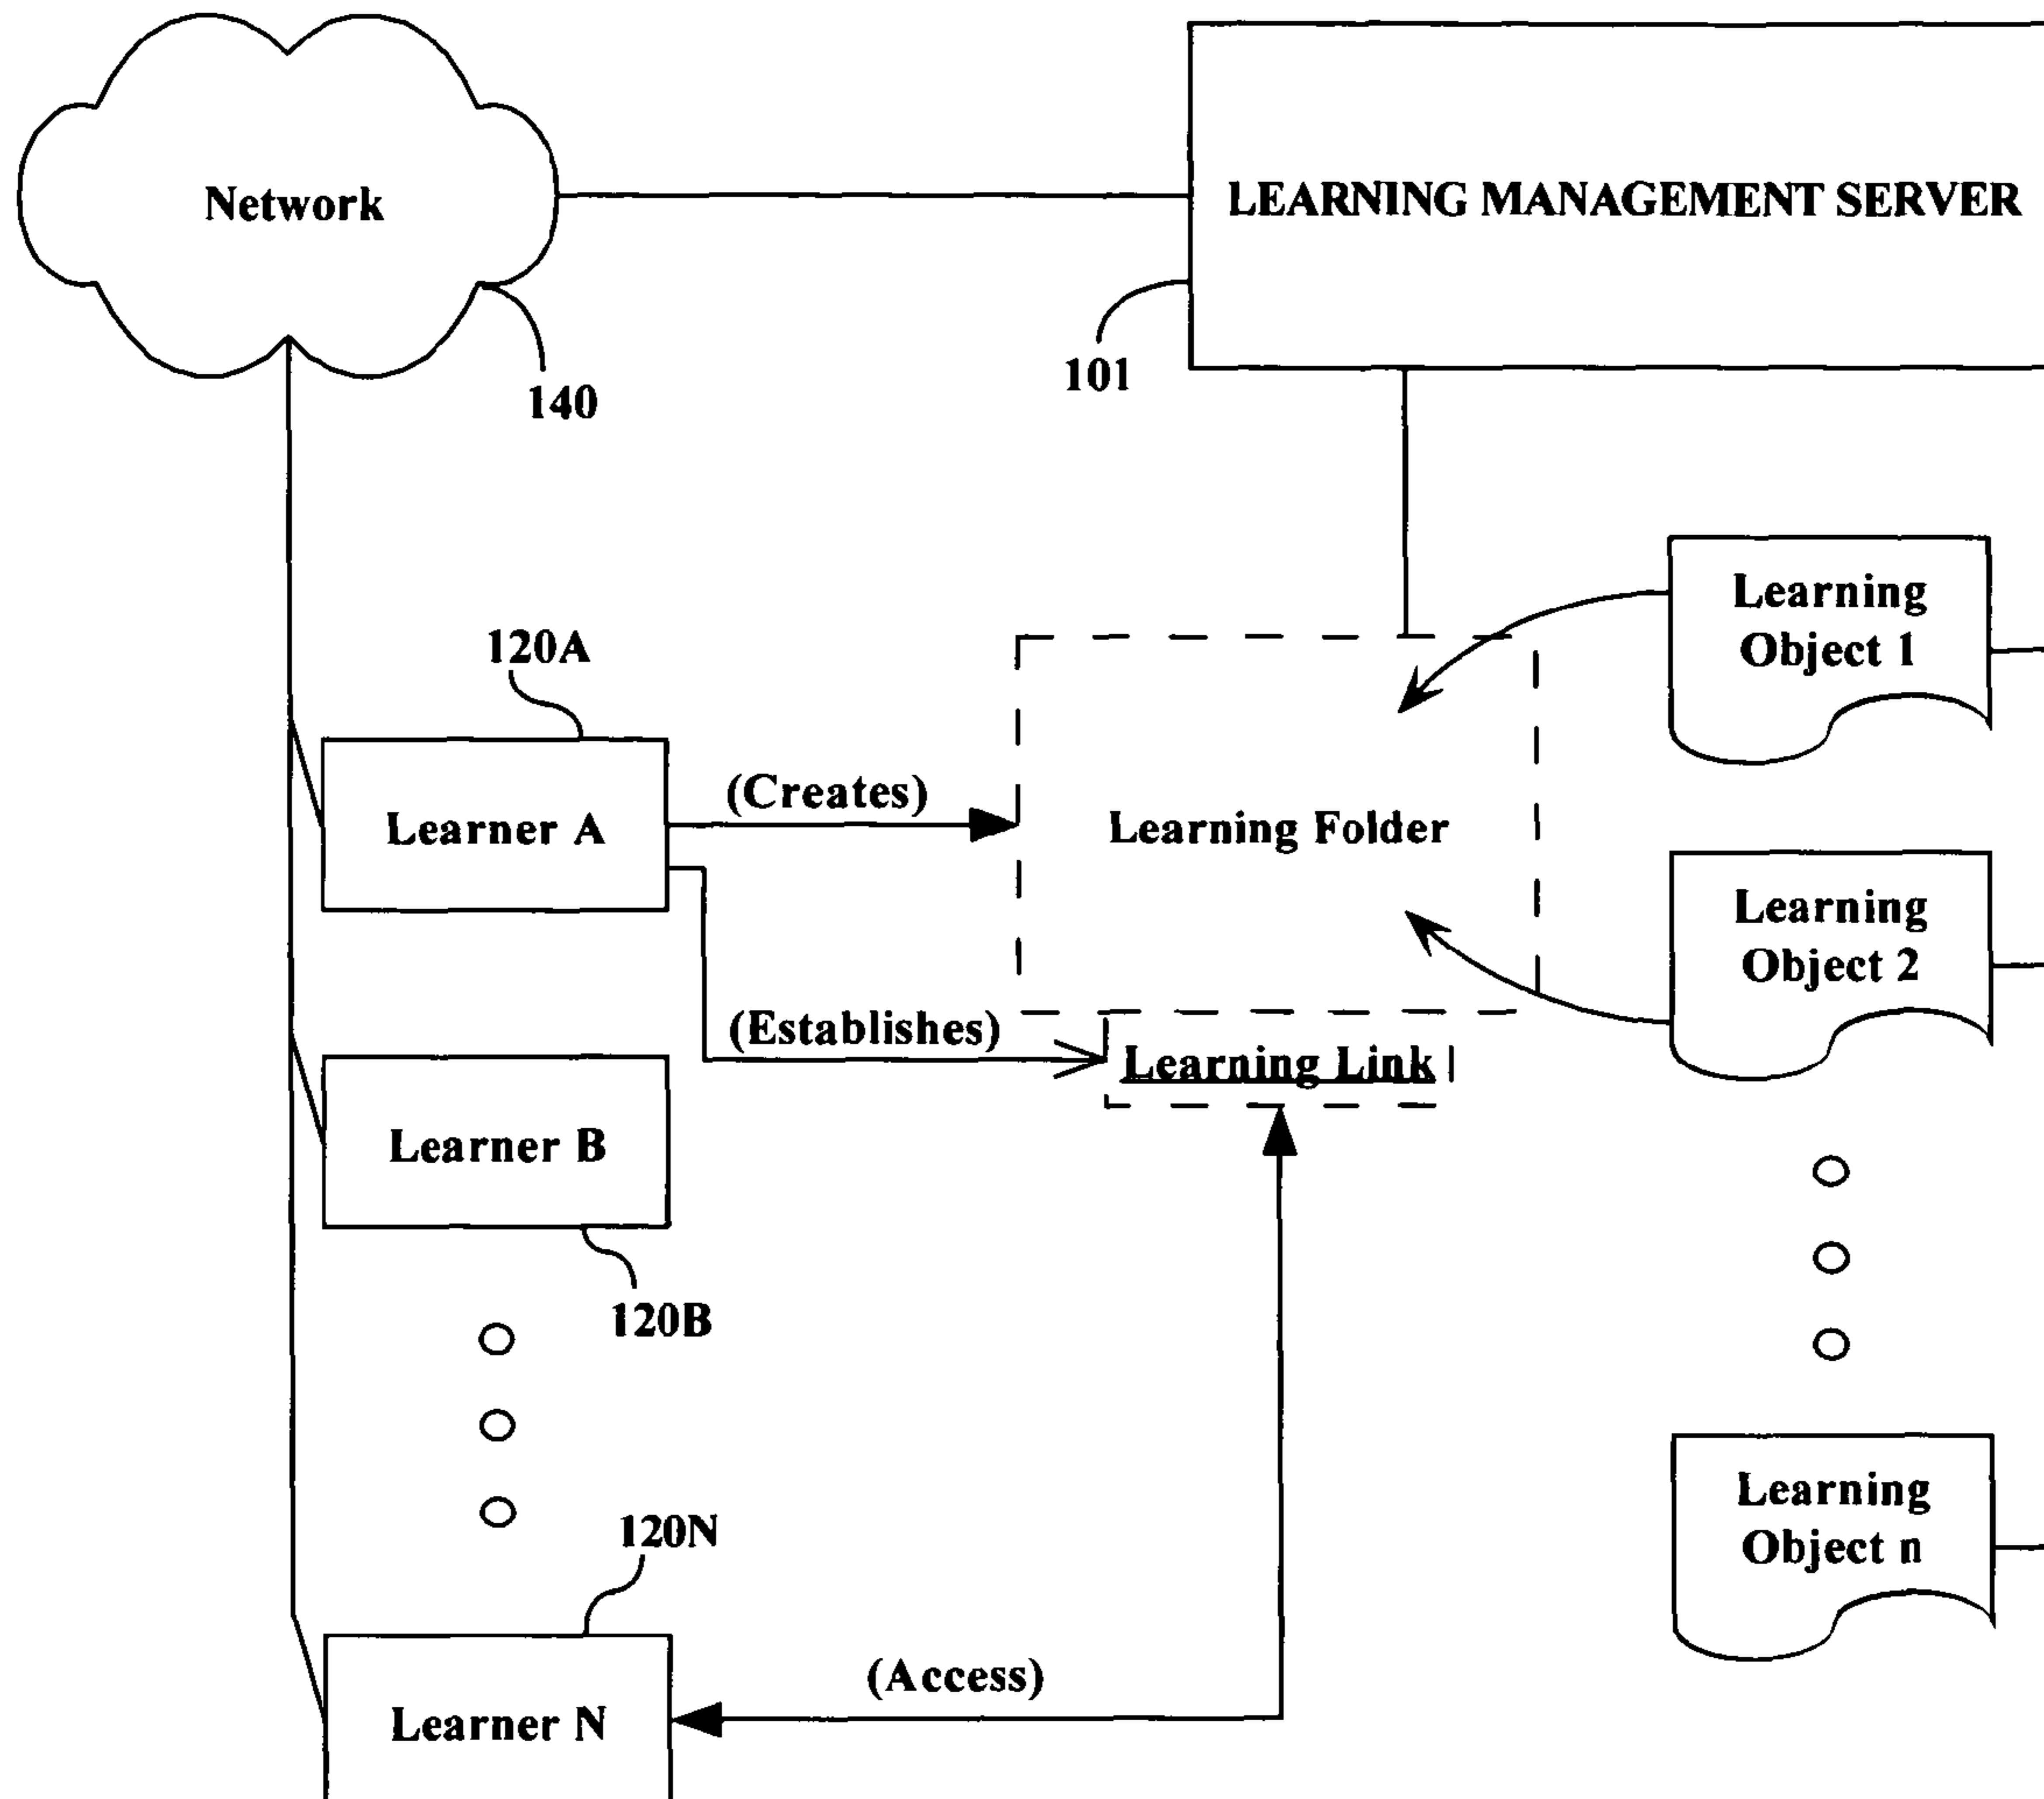 Network
LEARNING MANAGEMENT SERVER
101
140
Learning
Object 1
120A
(Creates)
Learner A
Learning Folder
Learning
Object 2
(Establishes)
Learning Link
Learner B
120B
120N
Learning
Object n
(Access)
Learner N